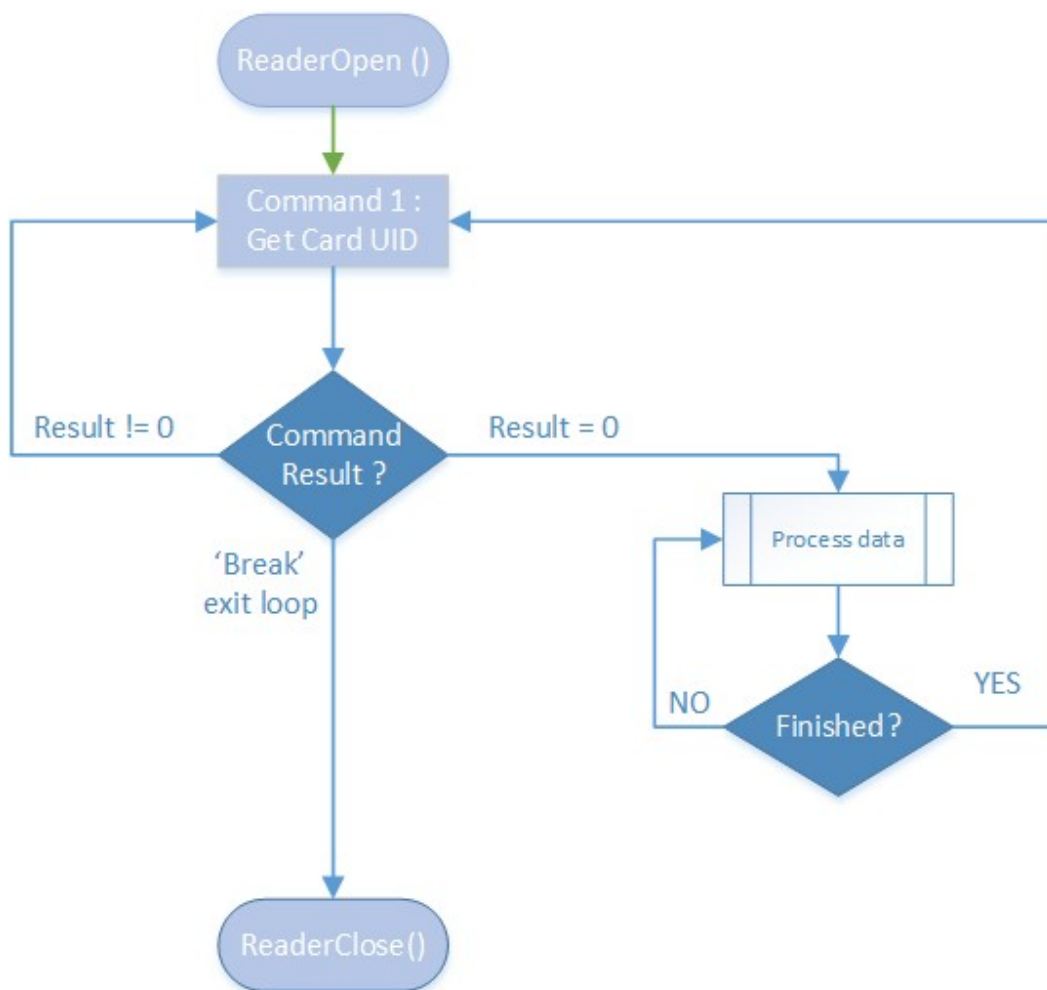 ReaderOpen ()
Command 1 :
Get Card UID
Result != 0
Command
Result ?
Result = 0
‘Break’
exit loop
Process data
NO
Finished ?
YES
ReaderClose()